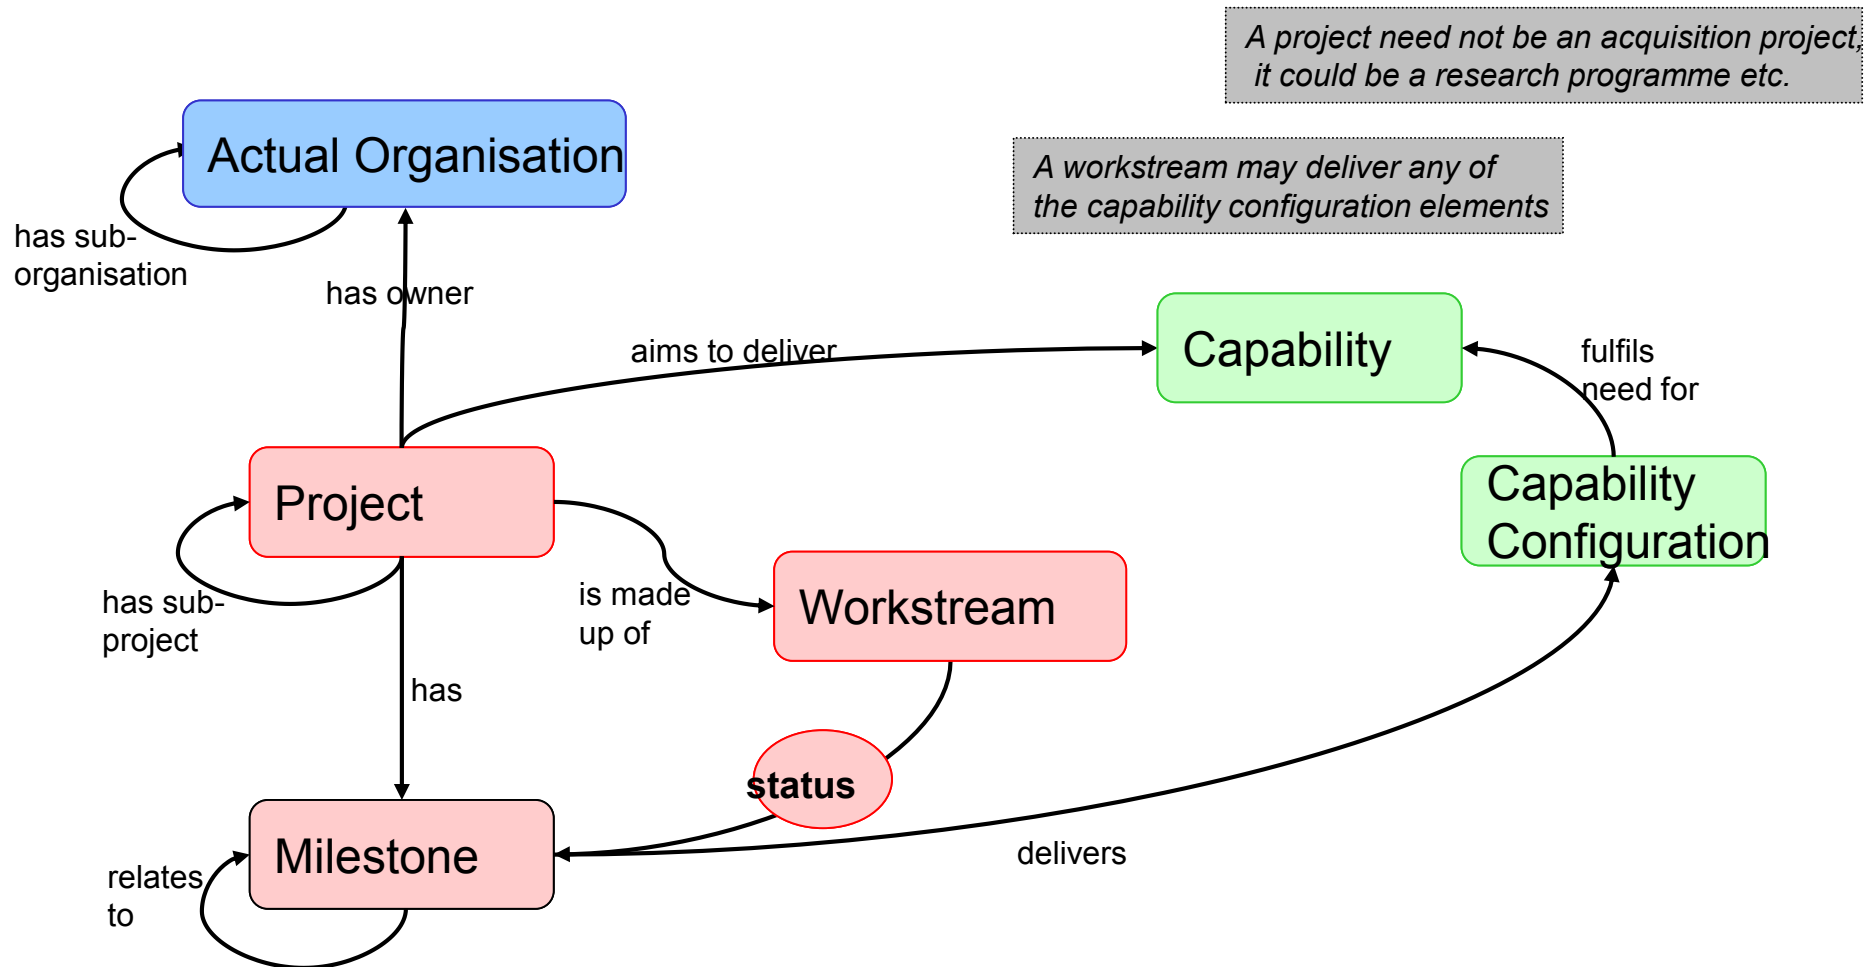 A project need not be an acquisition project,
it could be a research programme etc.
Actual Organisation
A workstream may deliver any of
the capability configuration elements
has sub-
organisation
has owner
aims to deliver
Capability
fulfils
need for
Project
Capability
Configuration
has sub-
project
is made
up of
Workstream
has
status
Milestone
delivers
relates
to